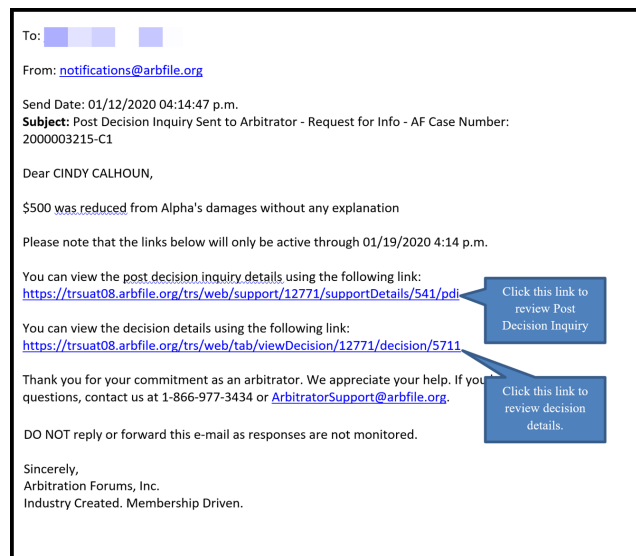 To:
From: notifications@arbfile.org
Send Date: 01/12/2020 04:14:47 p.m.
Subject: Post Decision Inquiry Sent to Arbitrator - Request for Info - AF Case Number:
2000003215-C1
Dear CINDY CALHOUN,
$500 was reduced from Alpha's damages without any explanation
Please note that the links below will only be active through 01/19/2020 4:14 p.m.
You can view the post decision inquiry details using the following link:
https://trsuat08.arbfile.org/trs/web/support/12771/supportDetails/541/pdi
Click this link to
review Post
Decision Inquiry
You can view the decision details using the following link:
https://trsuat08.arbfile.org/trs/web/tab/viewDecision/12771/decision/5711
Thank you for your commitment as an arbitrator. We appreciate your help. If
questions, contact us at 1-866-977-3434 or ArbitratorSupport@arbfile.org.
Click this link to
review decision
details.
DO NOT reply or forward this e-mail as responses are not monitored.
Sincerely,
Arbitration Forums, Inc.
Industry Created. Membership Driven.